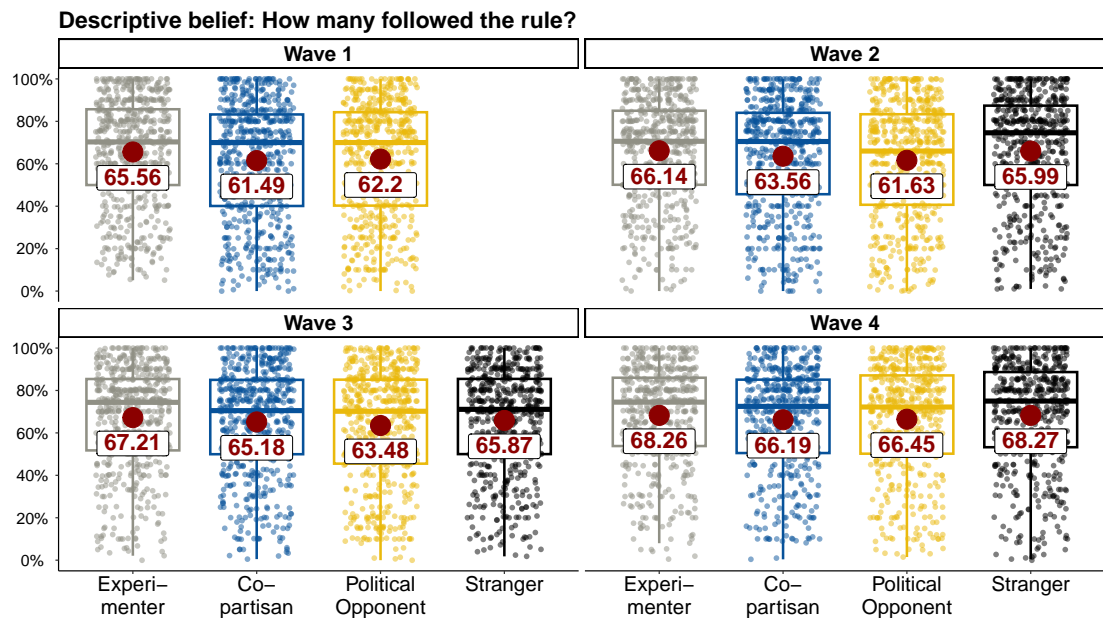 Descriptive belief: How many followed the rule?
Wave 1
Wave 2
100%
80%
60%
40%
20%
0%
65.56
61.49
62.2
66.14
63.56
61.63
65.99
Wave 3
Wave 4
100%
80%
60%
40%
20%
0%
67.21
65.18
63.48
65.87
68.26
66.19
66.45
68.27
Experi–
menter
Co–
partisan
Political
Opponent
Stranger
Experi–
menter
Co–
partisan
Political
Opponent
Stranger